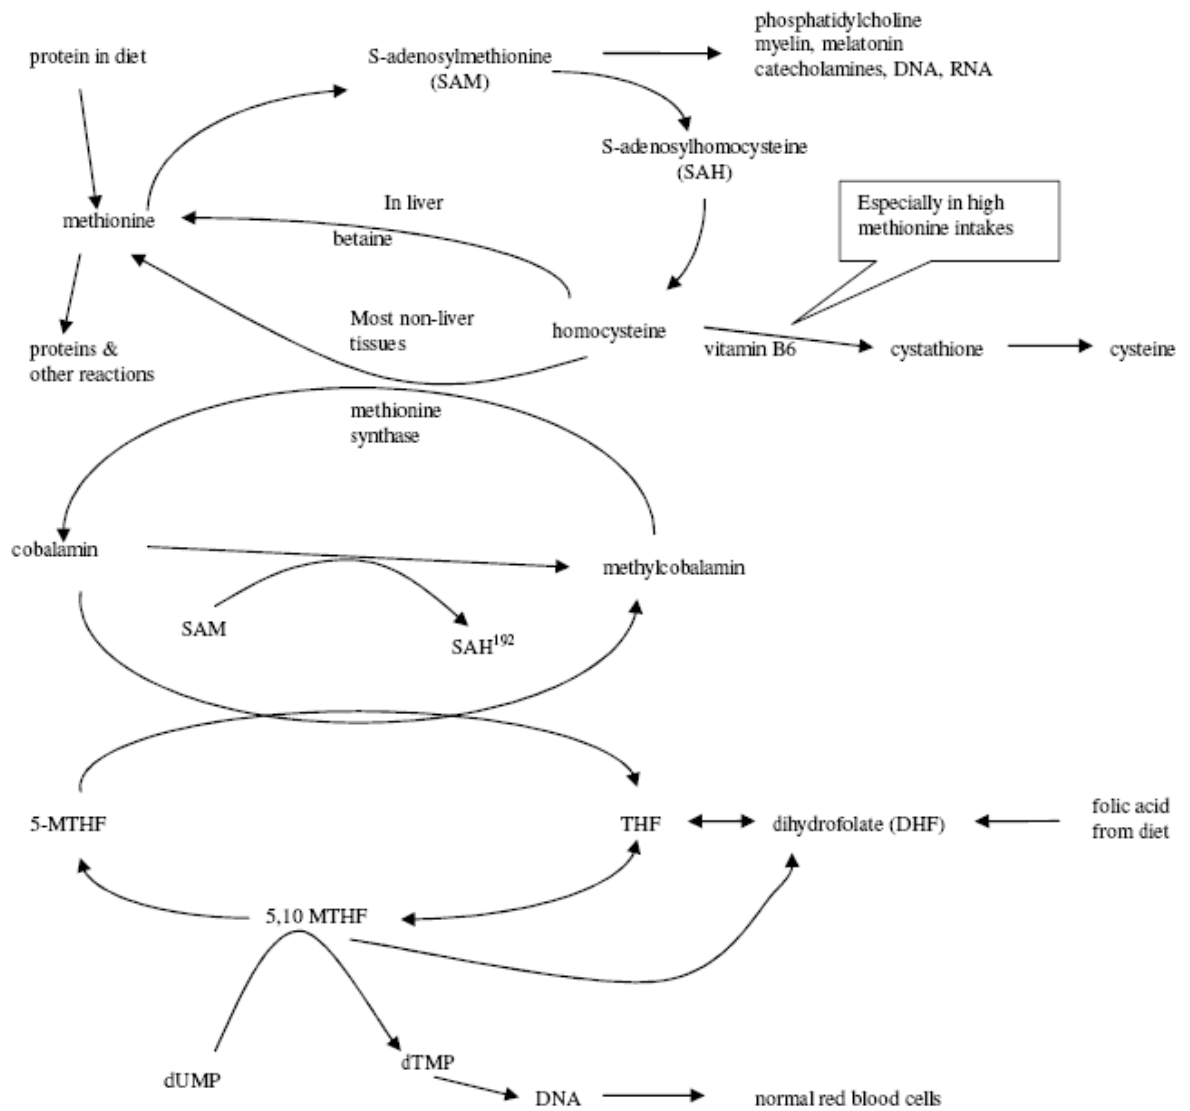 phosphatidylcholine
myelin, melatonin
catecholamines, DNA, RNA
protein in diet
S-adenosylmethionine
(SAM)
S-adenosylhomocysteine
(SAH)
Especially in high
methionine intakes
In liver
methionine
betaine
Most non-liver
tissues
homocysteine
vitamin B6
cystathione
cysteine
proteins &
other reactions
methionine
synthase
cobalamin
methylcobalamin
SAM
SAH192
5-MTHF
THF
dihydrofolate (DHF)
folic acid
from diet
5,10 MTHF
dUMP
dTMP
DNA
normal red blood cells